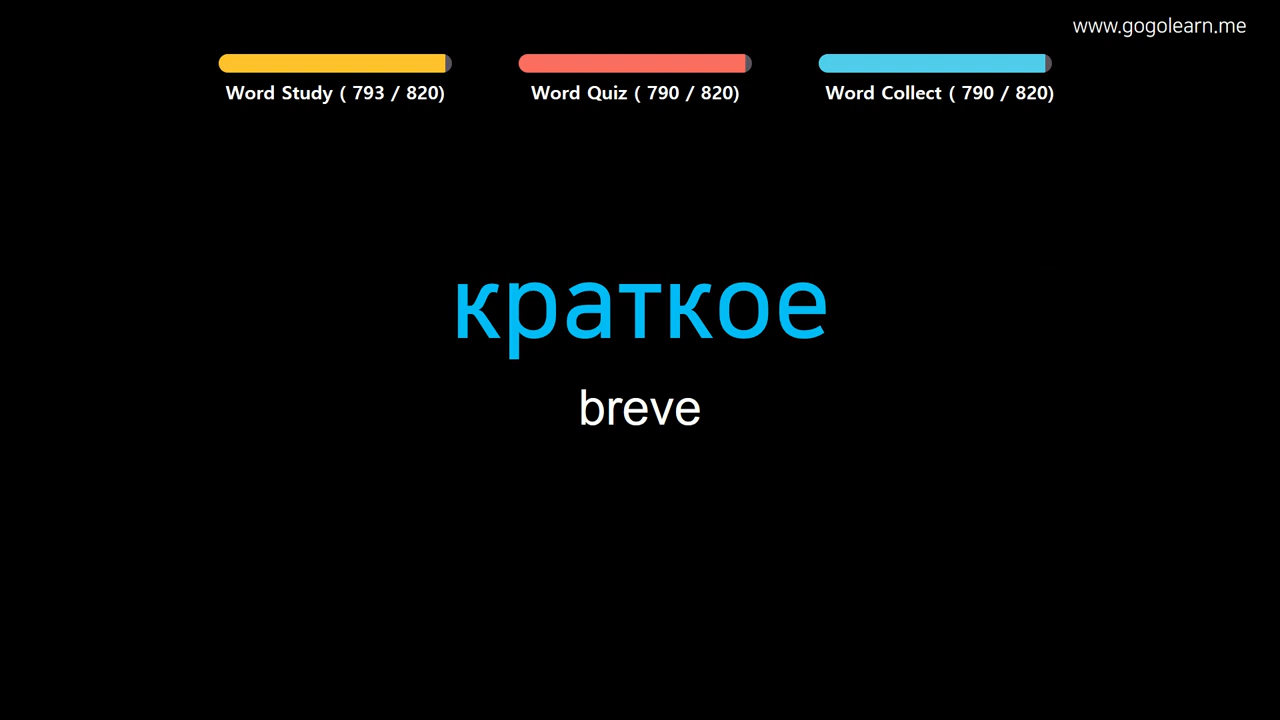 www.gogolearn.me
Word Study ( 793 / 820)
Word Quiz ( 790 / 820)
Word Collect ( 790 / 820)
краткое
breve